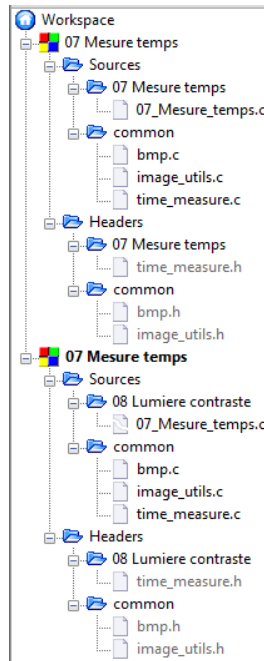 Workspace
07 Mesure temps
Sources
07 Mesure temps
07_Mesure_temps.c
common
bmp.c
image_utils.c
time_measure.c
Headers
07 Mesure temps
time_measure.h
common
bmp.h
image_utils.h
07 Mesure temps
Sources
08 Lumiere contraste
07_Mesure_temps.c
common
bmp.c
image_utils.c
time_measure.c
Headers
08 Lumiere contraste
time_measure.h
common
bmp.h
image_utils.h